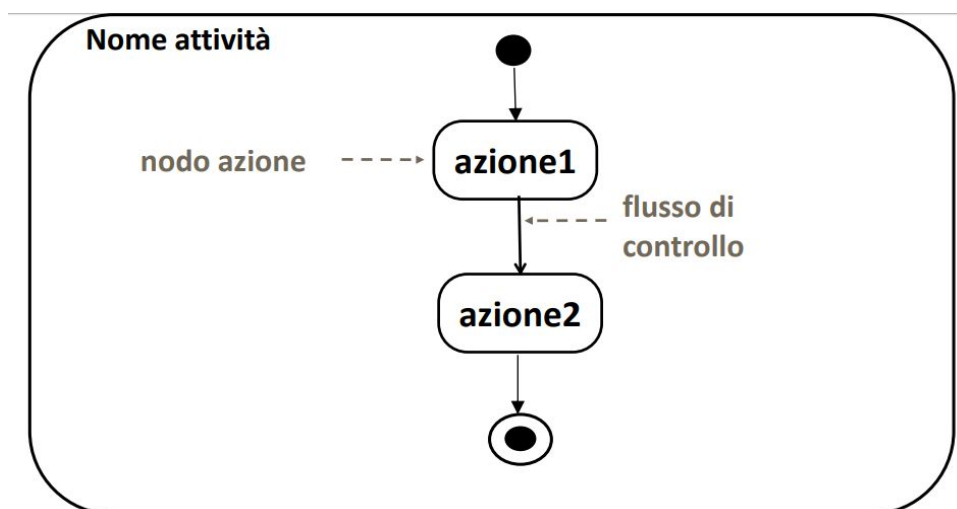 Nome attività
nodo azione
azione1
flusso di
controllo
azione2